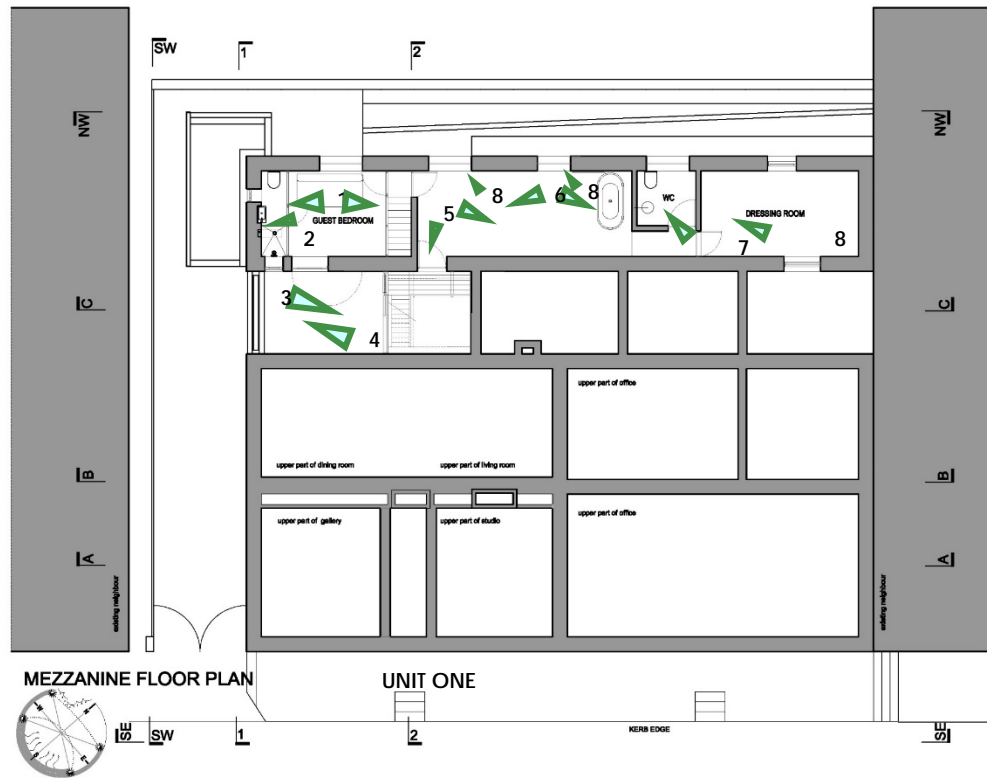 SW
1
2
NW
NW
1
GUEST BEDROOM
2
5
8
6
8
WC
DRESSING ROOM
7
8
3
4
C
C
upper part of office
upper part of dining room
upper part of living room
B
B
upper part of gallery
upper part of studio
upper part of office
A
A
existing neighbour
existing neighbour
MEZZANINE FLOOR PLAN
UNIT ONE
KERB EDGE
SE
SW
1
2
SE